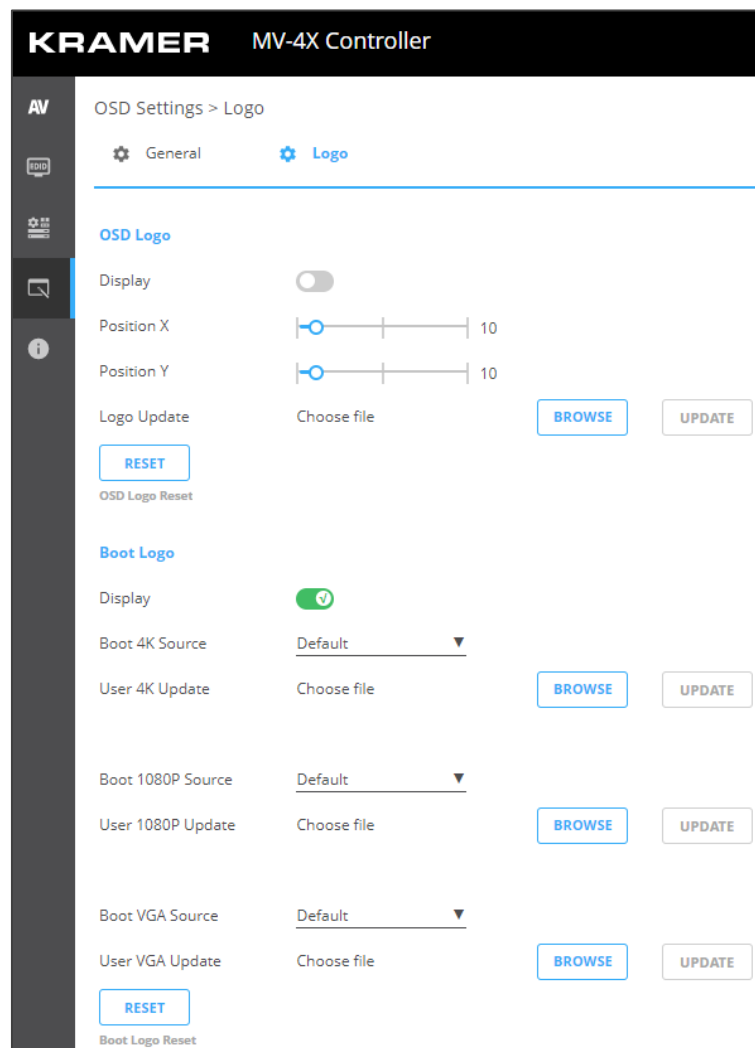 KRAMER MV-4X Controller
AV
OSD Settings > Logo
EDID
General Logo
OSD Logo
Display
Position X 10
Position Y 10
Logo Update Choose file BROWSE UPDATE
RESET
OSD Logo Reset
Boot Logo
Display
Boot 4K Source Default
User 4K Update Choose file BROWSE UPDATE
Boot 1080P Source Default
User 1080P Update Choose file BROWSE UPDATE
Boot VGA Source Default
User VGA Update Choose file BROWSE UPDATE
RESET
Boot Logo Reset